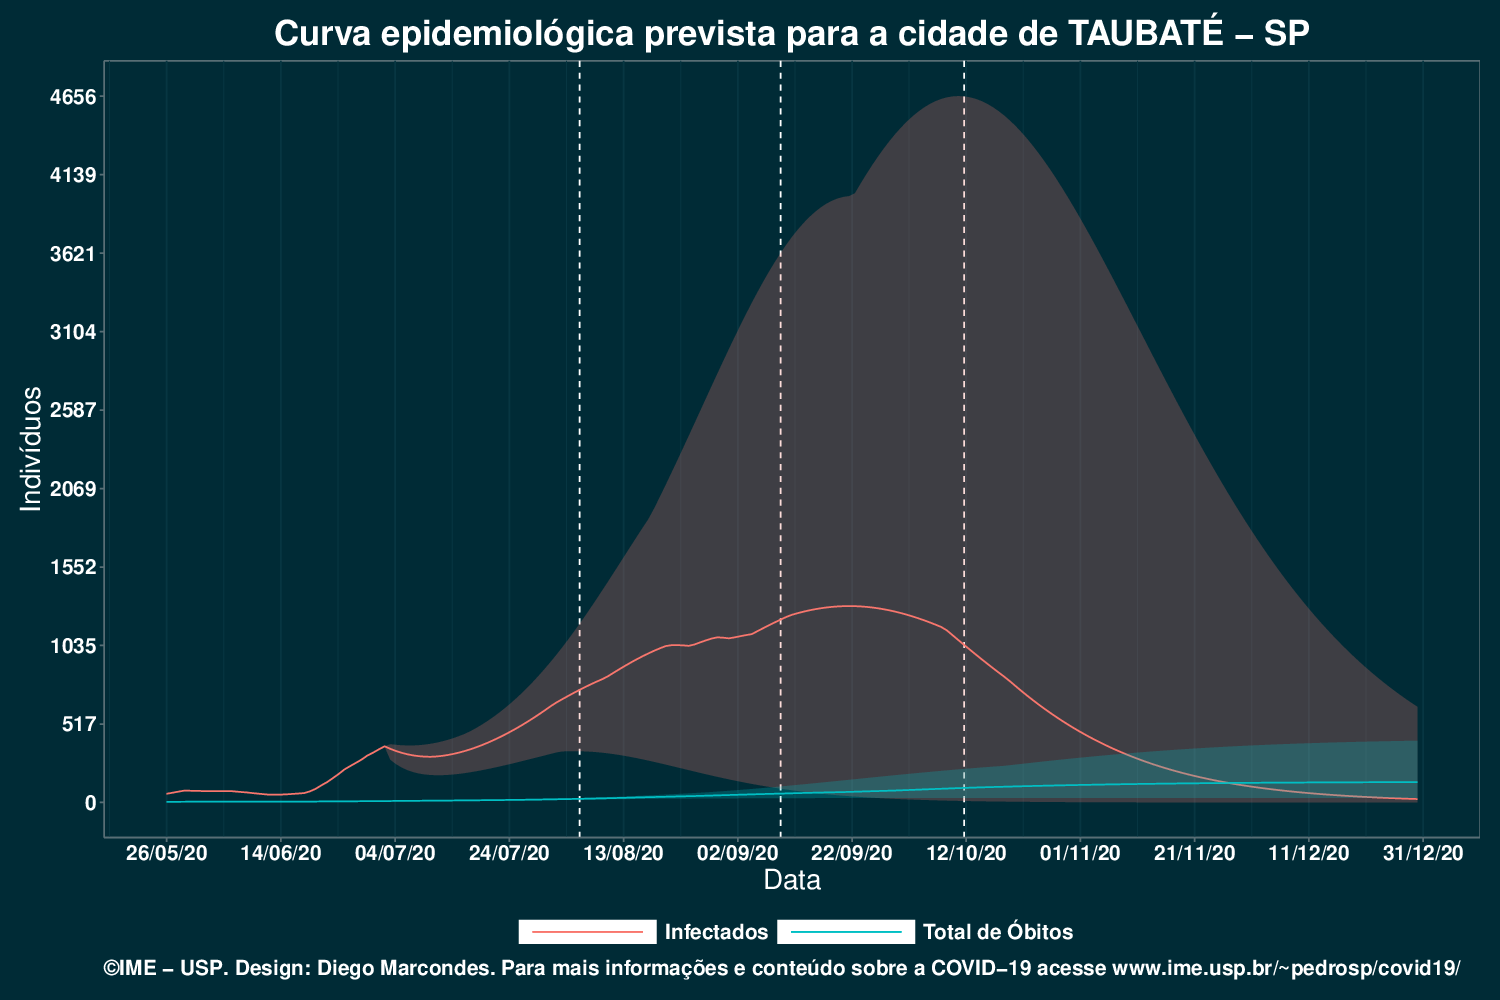 Curva epidemiológica prevista para a cidade de TAUBATÉ – SP
Indivíduos
4656
4139
3621
3104
2587
2069
1552
1035
517
0
26/05/20 14/06/20 04/07/20 24/07/20 13/08/20 02/09/20 22/09/20 12/10/20 01/11/20 21/11/20 11/12/20 31/12/20
Data
Infectados Total de Óbitos
©IME – USP. Design: Diego Marcondes. Para mais informações e conteúdo sobre a COVID–19 acesse www.ime.usp.br/~pedrosp/covid19/